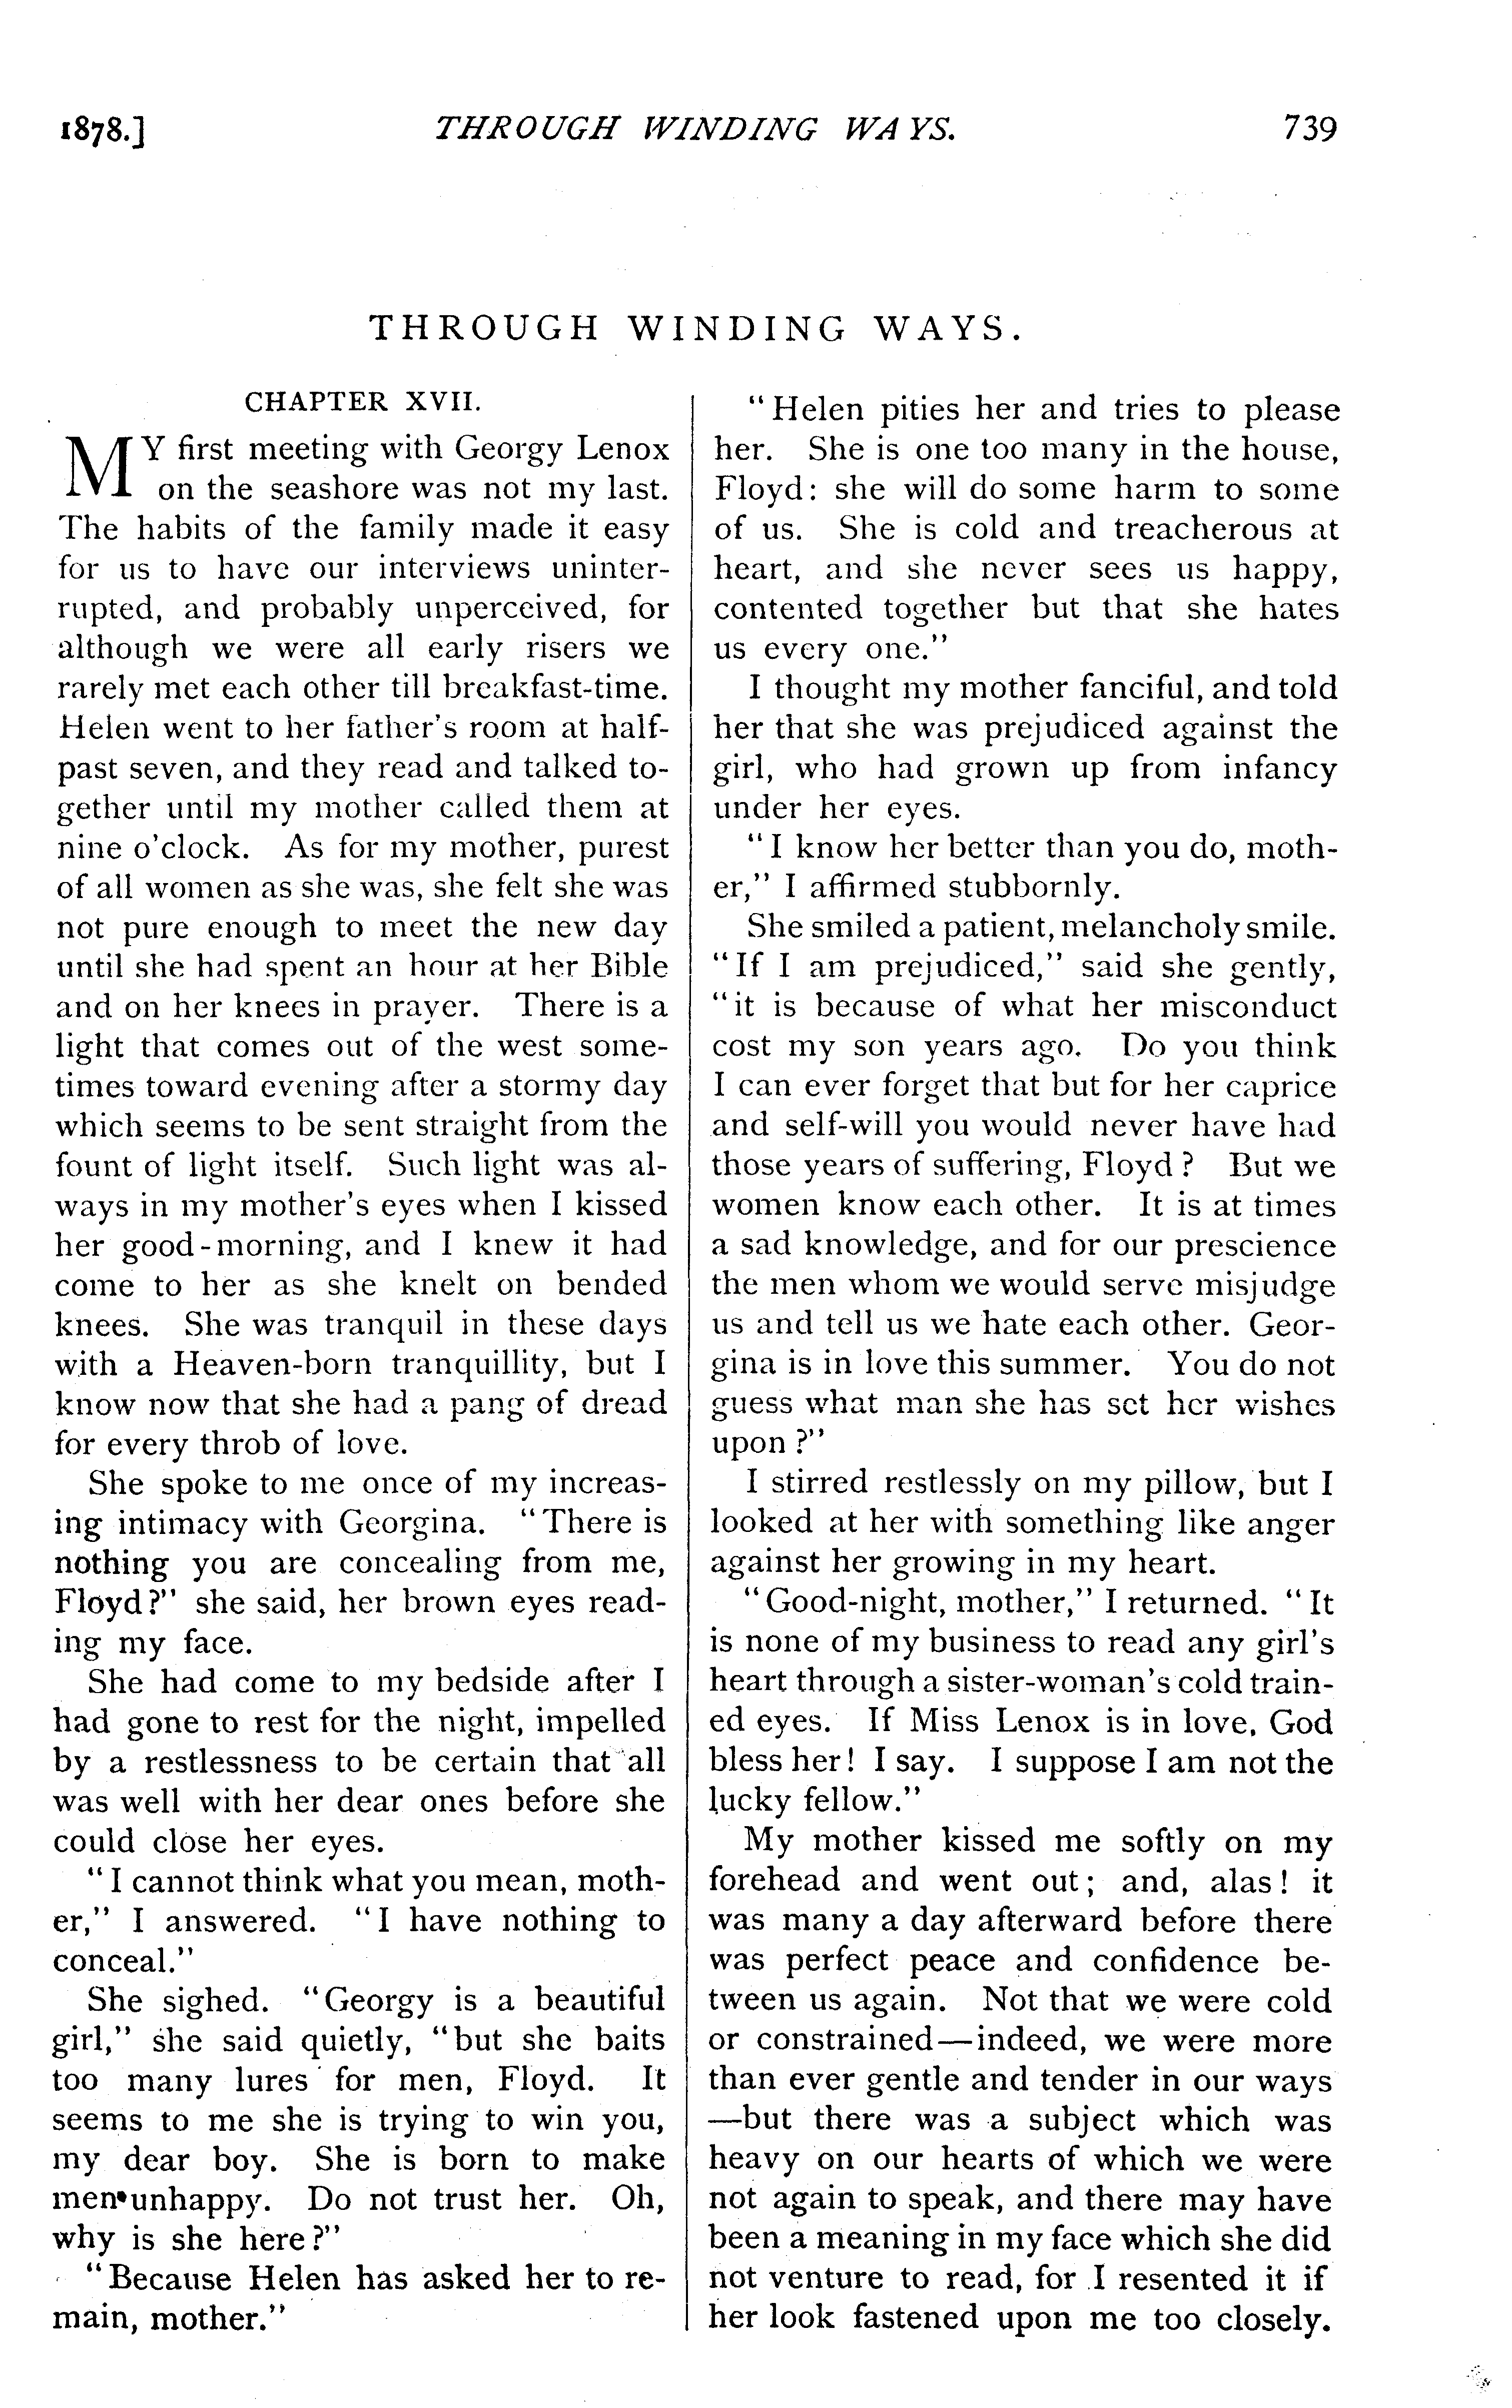 1878.] THROUGH WINDING WAYS. 739
THROUGH WINDING WAYS.
CHAPTER XVII.
MY first meeting with Georgy Lenox
on the seashore was not my last.
The habits of the family made it easy
for us to have our interviews uninter-
rupted, and probably unperceived, for
although we were all early risers we
rarely met each other till breakfast-time.
Helen went to her father's room at half-
past seven, and they read and talked to-
gether until my mother called them at
nine o'clock. As for my mother, purest
of all women as she was, she felt she was
not pure enough to meet the new day
until she had spent an hour at her Bible
and on her knees in prayer. There is a
light that comes out of the west some-
times toward evening after a stormy day
which seems to be sent straight from the
fount of light itself. Such light was al-
ways in my mother's eyes when I kissed
her good-morning, and I knew it had
come to her as she knelt on bended
knees. She was tranquil in these days
with a Heaven-born tranquillity, but I
know now that she had a pang of dread
for every throb of love.
She spoke to me once of my increas-
ing intimacy with Georgina. "There is
nothing you are concealing from me,
Floyd?" she said, her brown eyes read-
ing my face.
She had come to my bedside after I
had gone to rest for the night, impelled
by a restlessness to be certain that all
was well with her dear ones before she
could close her eyes.
"I cannot think what you mean, moth-
er," I answered. "I have nothing to
conceal."
She sighed. "Georgy is a beautiful
girl," she said quietly, "but she baits
too many lures for men, Floyd. It
seems to me she is trying to win you,
my dear boy. She is born to make
men unhappy. Do not trust her. Oh,
why is she here?"
"Because Helen has asked her to re-
main, mother."
"Helen pities her and tries to please
her. She is one too many in the house,
Floyd: she will do some harm to some
of us. She is cold and treacherous at
heart, and she never sees us happy,
contented together but that she hates
us every one."
I thought my mother fanciful, and told
her that she was prejudiced against the
girl, who had grown up from infancy
under her eyes.
"I know her better than you do, moth-
er," I affirmed stubbornly.
She smiled a patient, melancholy smile.
"If I am prejudiced," said she gently,
"it is because of what her misconduct
cost my son years ago. Do you think
I can ever forget that but for her caprice
and self-will you would never have had
those years of suffering, Floyd? But we
women know each other. It is at times
a sad knowledge, and for our prescience
the men whom we would serve misjudge
us and tell us we hate each other. Geor-
gina is in love this summer. You do not
guess what man she has set her wishes
upon?"
I stirred restlessly on my pillow, but I
looked at her with something like anger
against her growing in my heart.
"Good-night, mother," I returned. "It
is none of my business to read any girl's
heart through a sister-woman's cold train-
ed eyes. If Miss Lenox is in love, God
bless her! I say. I suppose I am not the
lucky fellow."
My mother kissed me softly on my
forehead and went out; and, alas! it
was many a day afterward before there
was perfect peace and confidence be-
tween us again. Not that we were cold
or constrained—indeed, we were more
than ever gentle and tender in our ways
—but there was a subject which was
heavy on our hearts of which we were
not again to speak, and there may have
been a meaning in my face which she did
not venture to read, for I resented it if
her look fastened upon me too closely.